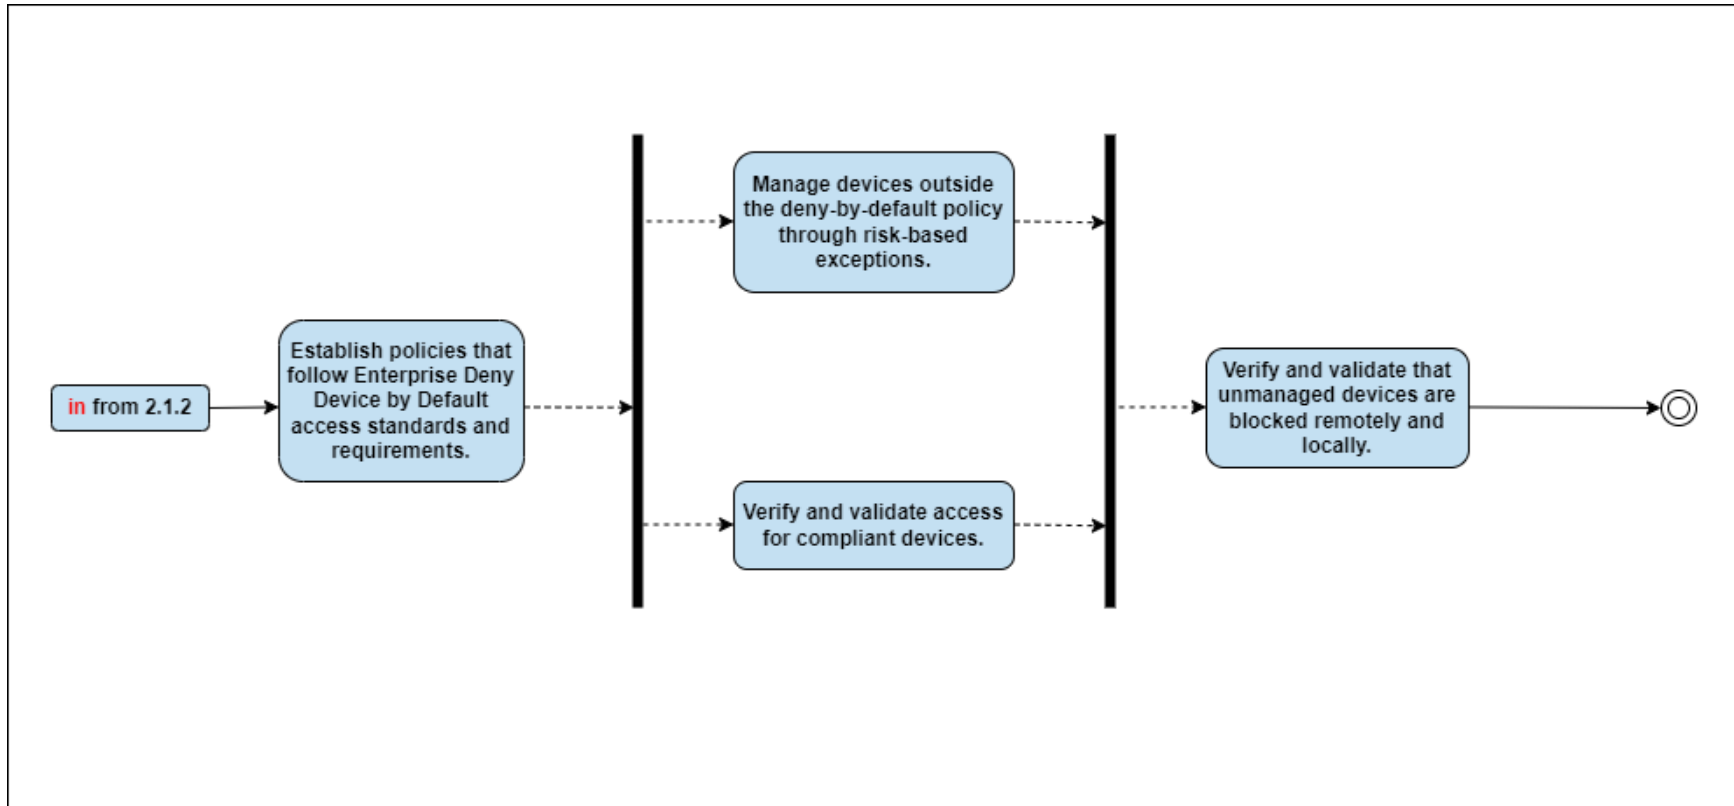 in from 2.1.2
Establish policies that
follow Enterprise Deny
Device by Default
access standards and
requirements.
Manage devices outside
the deny-by-default policy
through risk-based
exceptions.
Verify and validate access
for compliant devices.
Verify and validate that
unmanaged devices are
blocked remotely and
locally.